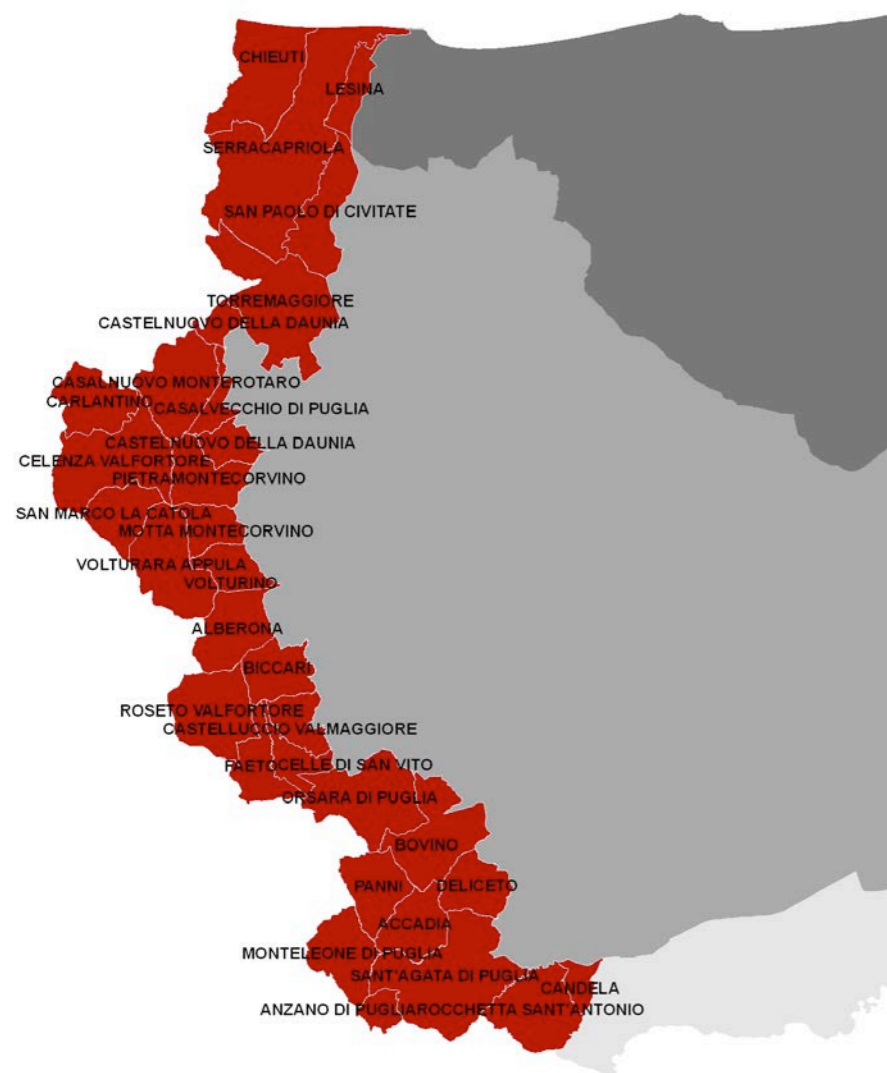 CHIEUTI
LESINA
SERRACAPRIOLA
SAN PAOLO DI CIVITATE
TORREMAGGIORE
CASTELNUOVO DELLA DAUNIA
CASALNUOVO MONTEROTARO
CARLANTINO
CASALVECCHIO DI PUGLIA
CASTELNUOVO DELLA DAUNIA
CELENZA VALFORTORE
PIETRAMONTECORVINO
SAN MARCO LA CATOLA
MOTTA MONTECORVINO
VOLTURARA APPULA
VOLTURINO
ALBERONA
BICCARI
ROSETO VALFORTORE
CASTELLUCCIO VALMAGGIORE
FAETO
CELLE DI SAN VITO
ORSARA DI PUGLIA
BOVINO
PANNI
DELICETO
ACCADIA
MONTELEONE DI PUGLIA
SANT'AGATA DI PUGLIA
CANDELA
ANZANO DI PUGLIA
ROCCHETTA SANT'ANTONIO